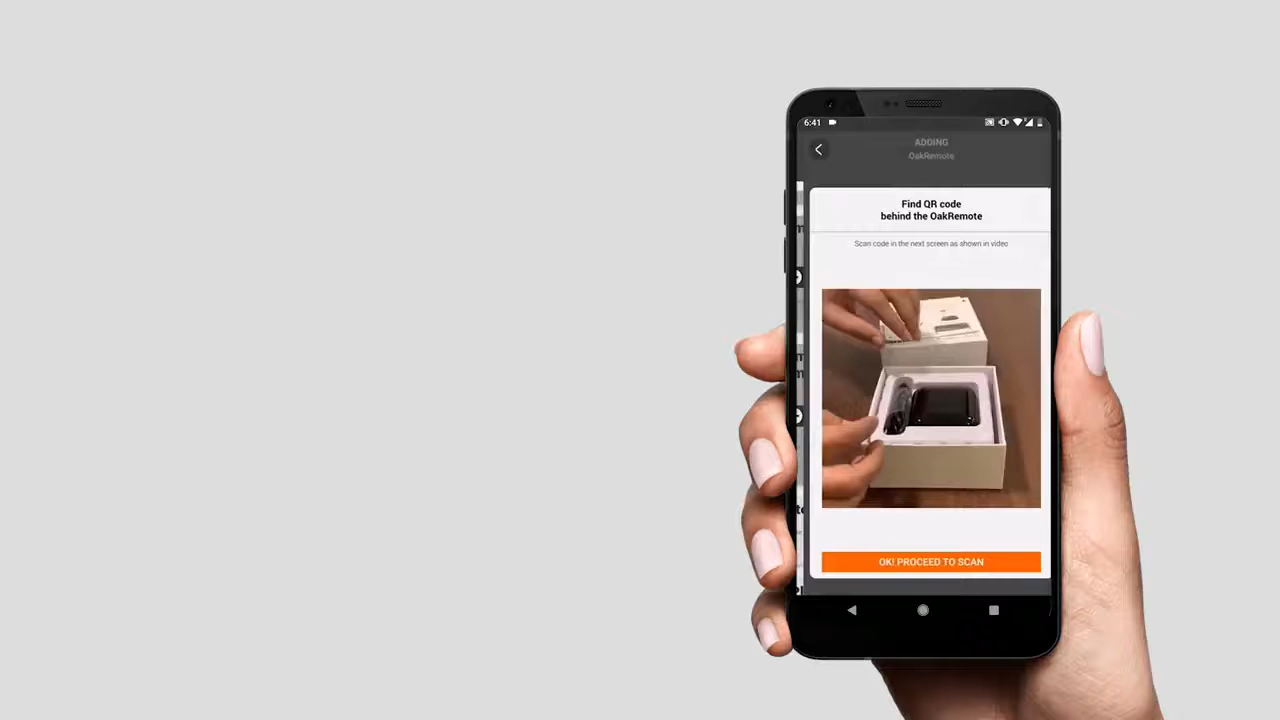 6:41
ADDING
OakRemote
Find QR code
behind the OakRemote
Scan code in the next screen as shown in video
OK! PROCEED TO SCAN